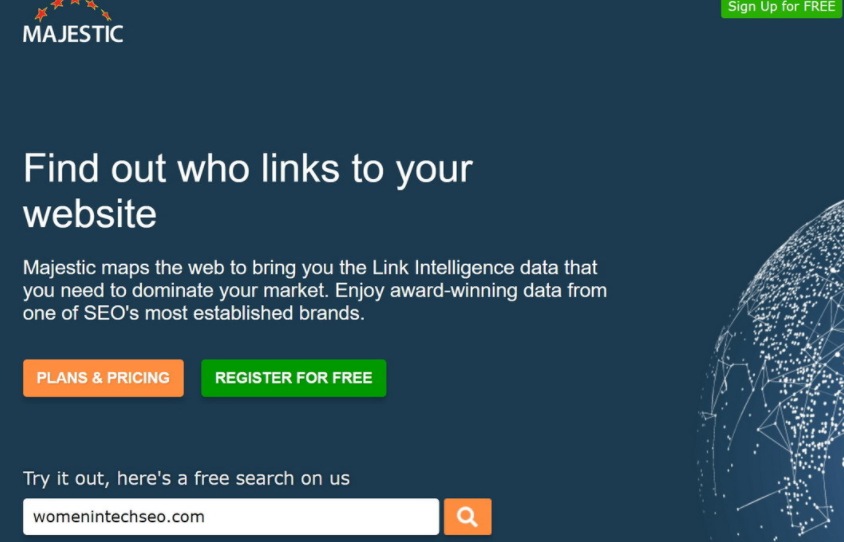 Sign Up for FREE
MAJESTIC
Find out who links to your
website
Majestic maps the web to bring you the Link Intelligence data that
you need to dominate your market. Enjoy award-winning data from
one of SEO's most established brands.
PLANS & PRICING REGISTER FOR FREE
Try it out, here's a free search on us
womenintechseo.com